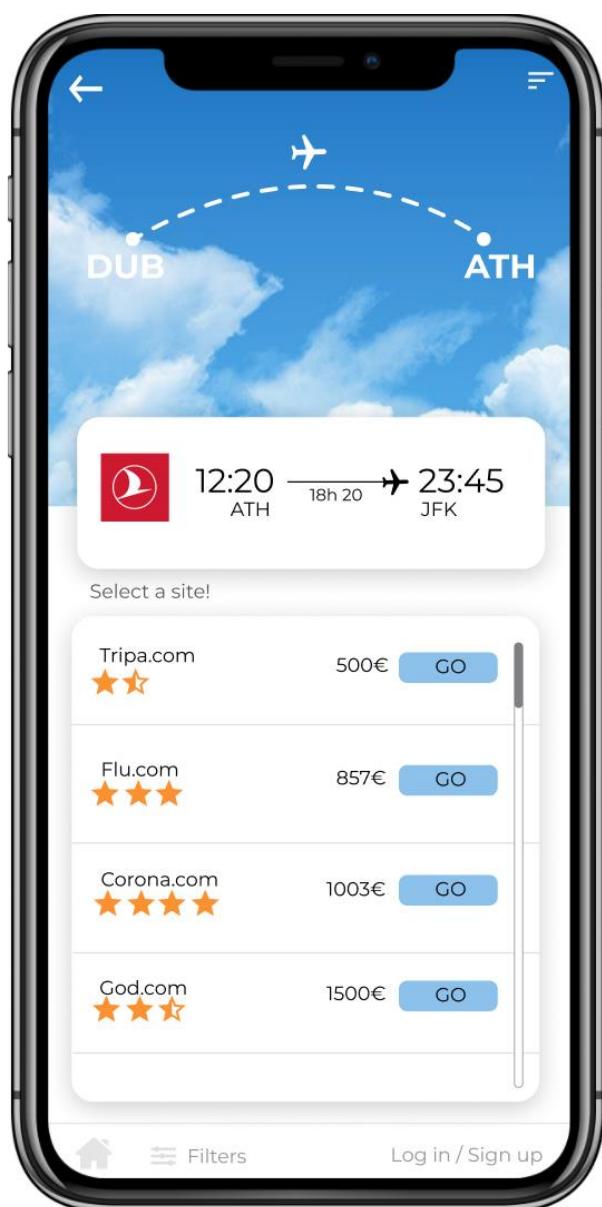 DUB ATH
12:20 18h 20 23:45
ATH JFK
Select a site!
Tripa.com 500€ GO
Flu.com 857€ GO
Corona.com 1003€ GO
God.com 1500€ GO
Filters Log in / Sign up